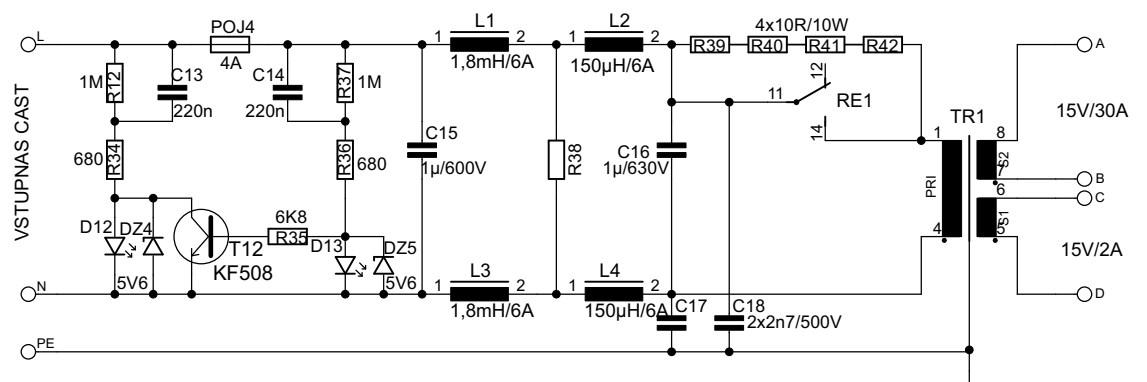 POJ4
L1
L2
4x10R/10W
L
4A
1
2
1
2
R39
R40
R41
R42
A
1,8mH/6A
150µH/6A
R12
1M
C13
220n
C14
220n
R37
1M
12
11
RE1
14
TR1
15V/30A
VSTUPNAS CAST
R34
680
R36
680
C15
1µ/600V
R38
C16
1µ/630V
1
8
PRI
S2
7
B
6
C
S1
4
5
D12
DZ4
T12
KF508
6K8
R35
D13
DZ5
15V/2A
5V6
5V6
N
1
L3
2
1
L4
2
D
1,8mH/6A
150µH/6A
C17
C18
2x2n7/500V
PE